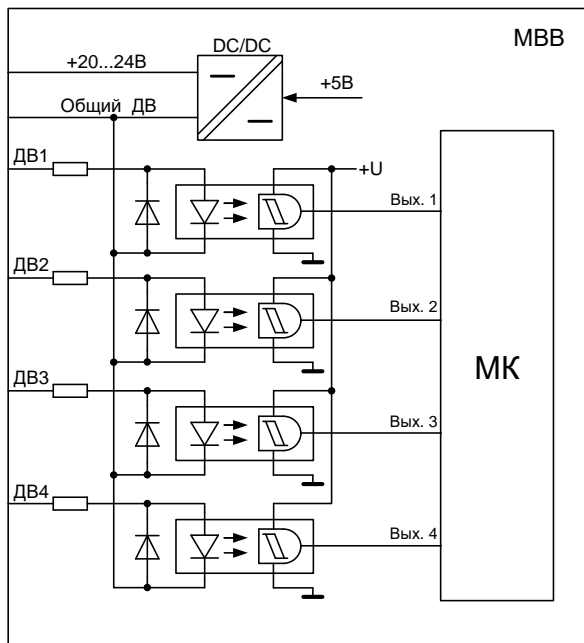 МВВ
DC/DC
+20...24В
+5В
Общий ДВ
ДВ1
+U
Вых. 1
ДВ2
Вых. 2
МК
ДВ3
Вых. 3
ДВ4
Вых. 4